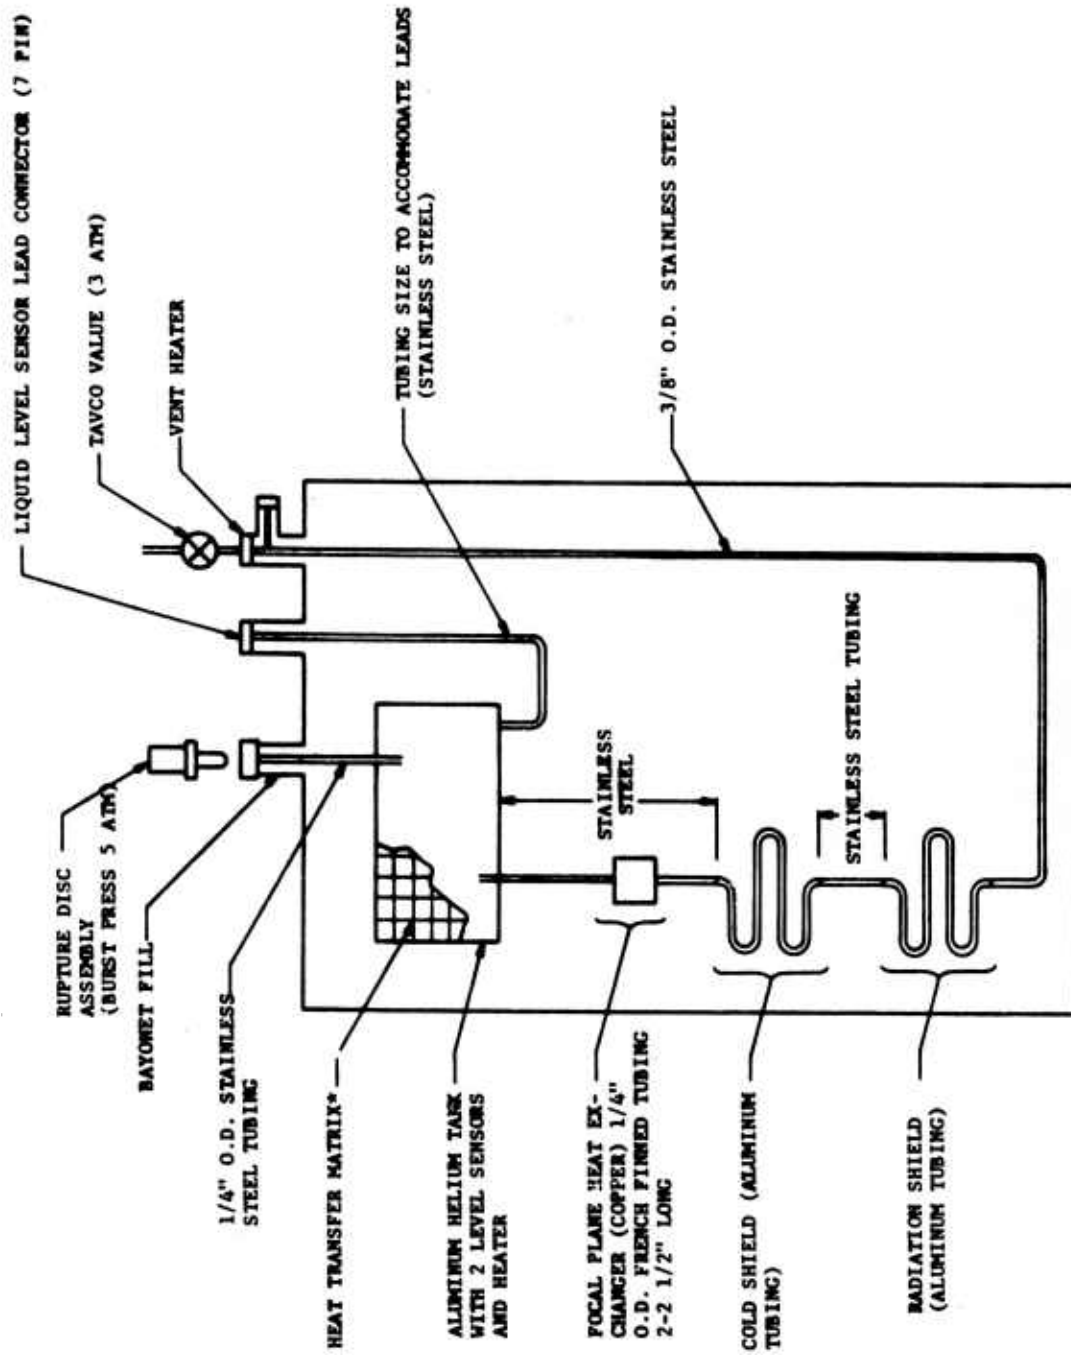 RUPTURE DISC
ASSEMBLY
(BURST PRESS 5 ATM)
BAYONET FILL
1/4" O.D. STAINLESS
STEEL TUBING
HEAT TRANSFER MATRIX*
ALUMINUM HELIUM TANK
WITH 2 LEVEL SENSORS
AND HEATER
FOCAL PLANE HEAT EX-
CHANGER (COPPER) 1/4"
O.D. FRENCH FINNED TUBING
2-2 1/2" LONG
COLD SHIELD (ALUMINUM
TUBING)
RADIATION SHIELD
(ALUMINUM TUBING)
LIQUID LEVEL SENSOR LEAD CONNECTOR (7 PIN)
TAVCO VALUE (3 ATM)
VENT HEATER
TUBING SIZE TO ACCOMMODATE LEADS
(STAINLESS STEEL)
3/8" O.D. STAINLESS STEEL
STAINLESS
STEEL
STAINLESS STEEL TUBING